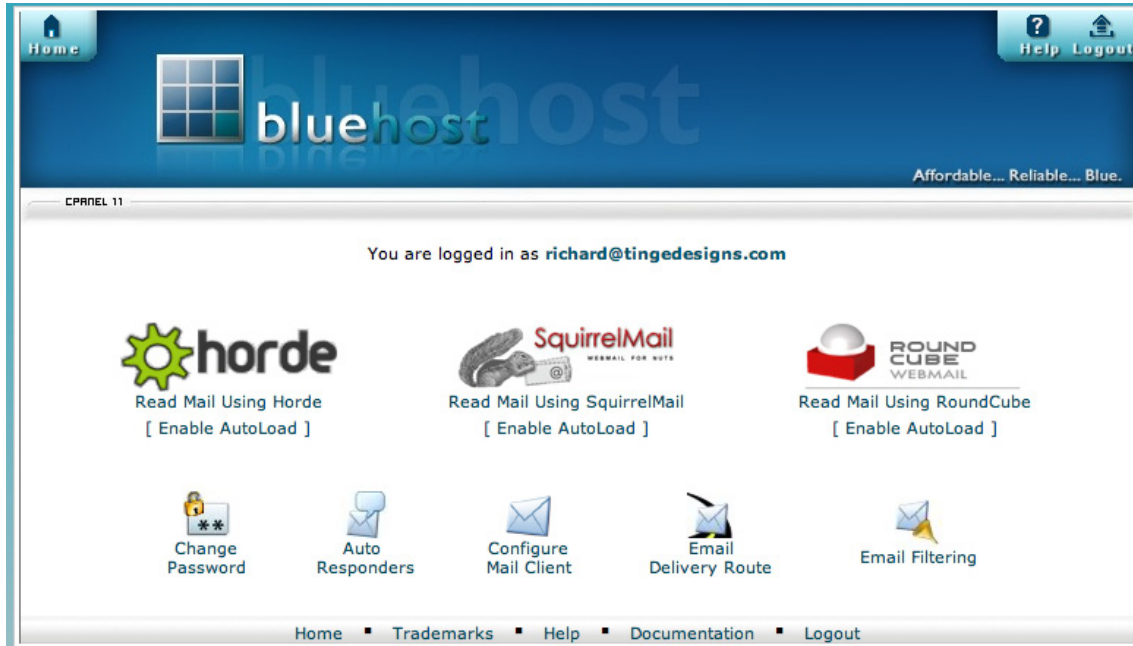 Home
Help Logout
bluehost
bluehost
Affordable... Reliable... Blue.
CPANEL 11
You are logged in as richard@tingedesigns.com
horde
SquirrelMail
WEBMAIL FOR NUTS
@
ROUND
CUBE
WEBMAIL
Read Mail Using Horde
Read Mail Using SquirrelMail
Read Mail Using RoundCube
[ Enable AutoLoad ]
[ Enable AutoLoad ]
[ Enable AutoLoad ]
**
Change
Password
Auto
Responders
Configure
Mail Client
Email
Delivery Route
Email Filtering
Home ▪ Trademarks ▪ Help ▪ Documentation ▪ Logout